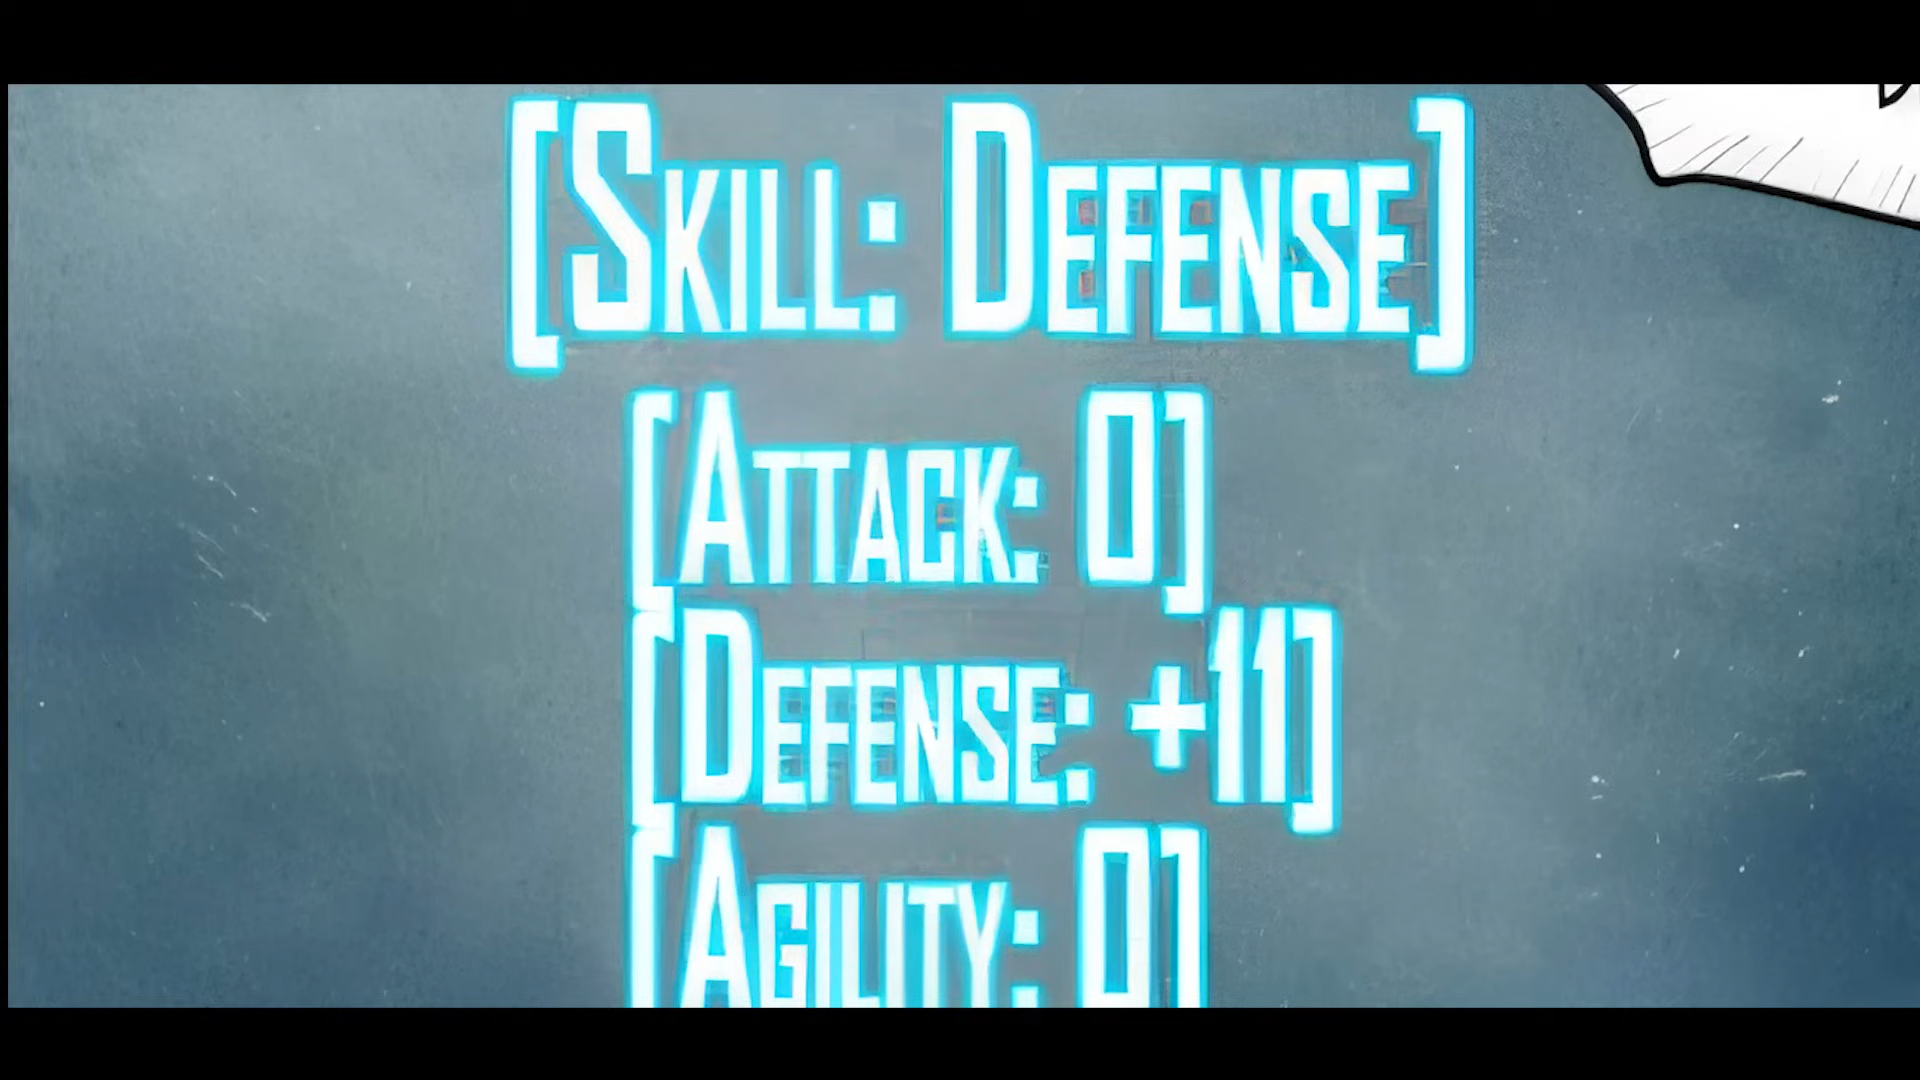 [Skill: Defense]
[Attack: 0]
[Defense: +11]
[Agility: 0]